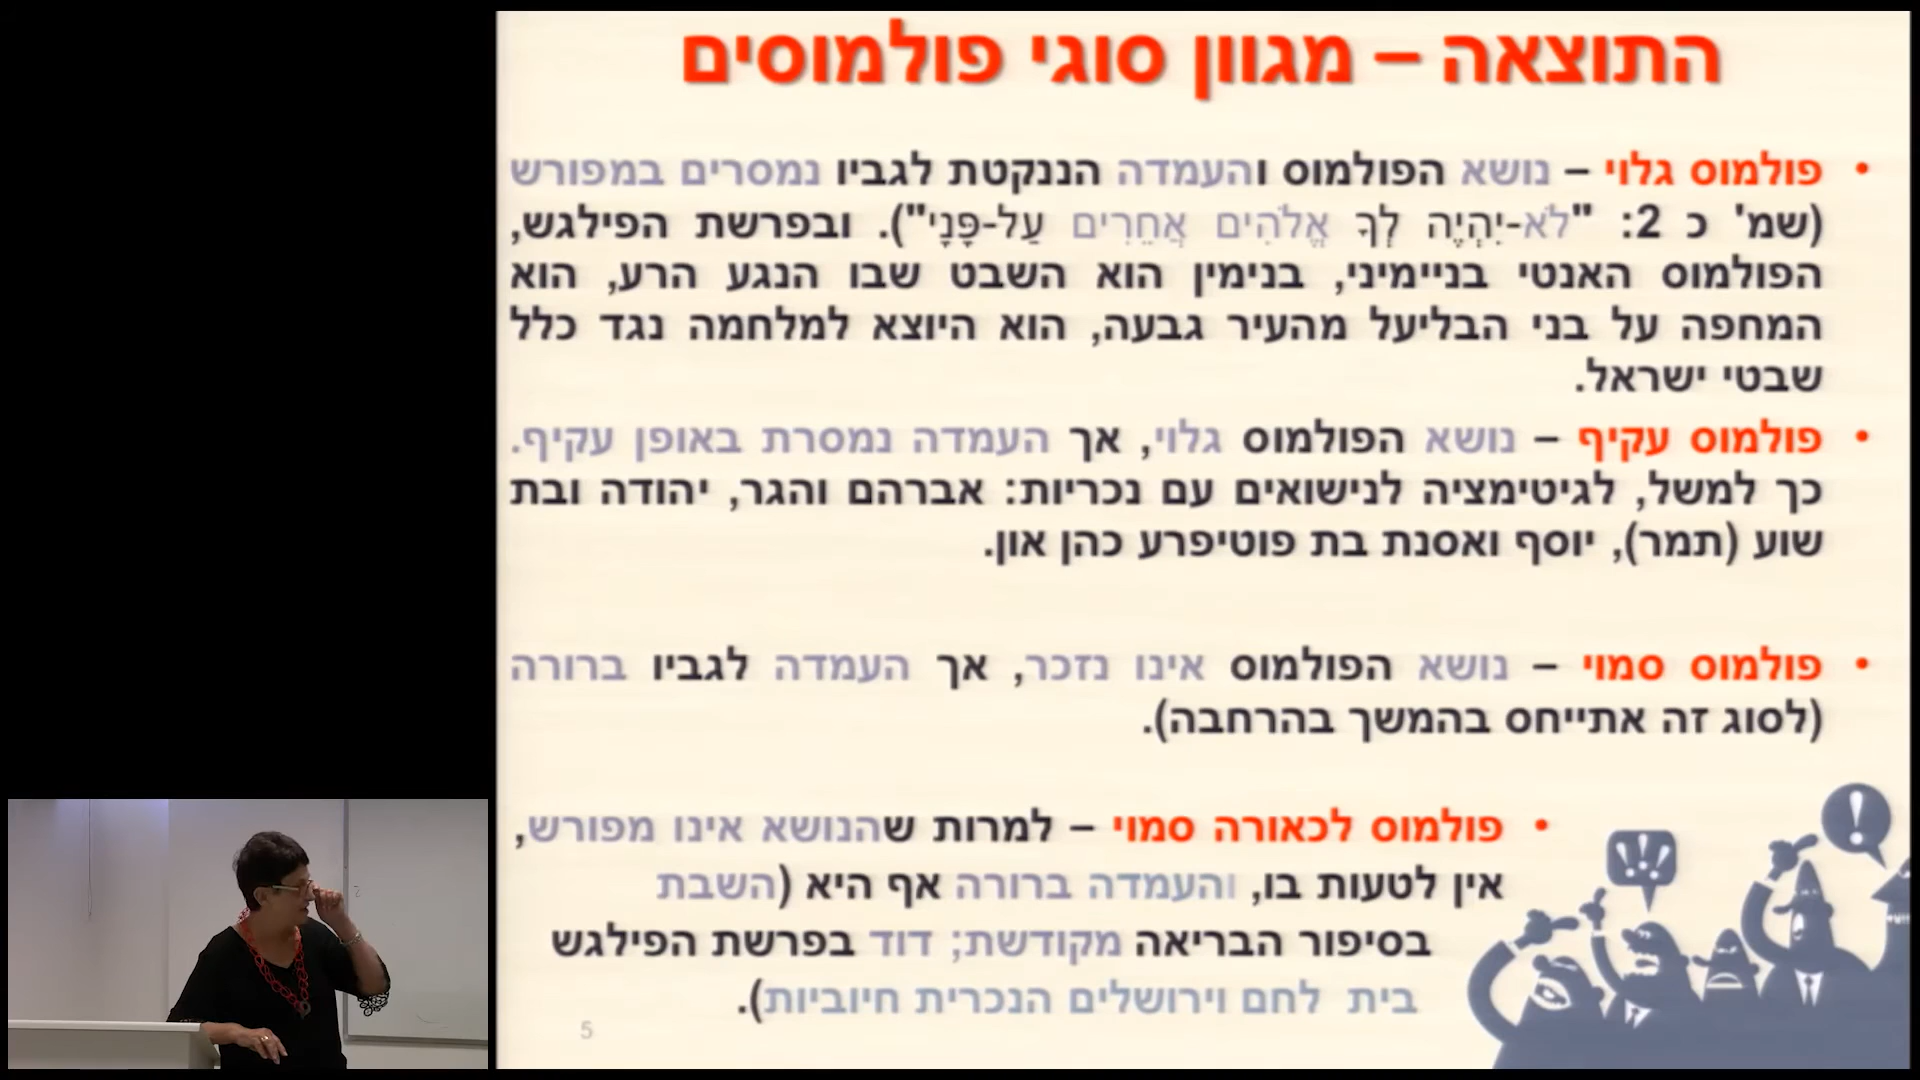 התוצאה – מגוון סוגי פולמוסים
• פולמוס גלוי – נושא הפולמוס והעמדה הננקטת לגביו נמסרים במפורש
(שמ' כ 2: "לֹא-יִהְיֶה לְךָ אֱלֹהִים אֲחֵרִים עַל-פָּנָי"). ובפרשת הפילגש,
הפולמוס האנטי בניימיני, בנימין הוא השבט שבו הנגע הרע, הוא
המחפה על בני הבליעל מהעיר גבעה, הוא היוצא למלחמה נגד כלל
שבטי ישראל.
• פולמוס עקיף – נושא הפולמוס גלוי, אך העמדה נמסרת באופן עקיף.
כך למשל, לגיטימציה לנישואים עם נכריות: אברהם והגר, יהודה ובת
שוע (תמר), יוסף ואסנת בת פוטיפרע כהן און.
• פולמוס סמוי – נושא הפולמוס אינו נזכר, אך העמדה לגביו ברורה
(לסוג זה אתייחס בהמשך בהרחבה).
• פולמוס לכאורה סמוי – למרות שהנושא אינו מפורש,
אין לטעות בו, והעמדה ברורה אף היא (השבת
בסיפור הבריאה מקודשת; דוד בפרשת הפילגש
בית לחם וירושלים הנכרית חיוביות).
5